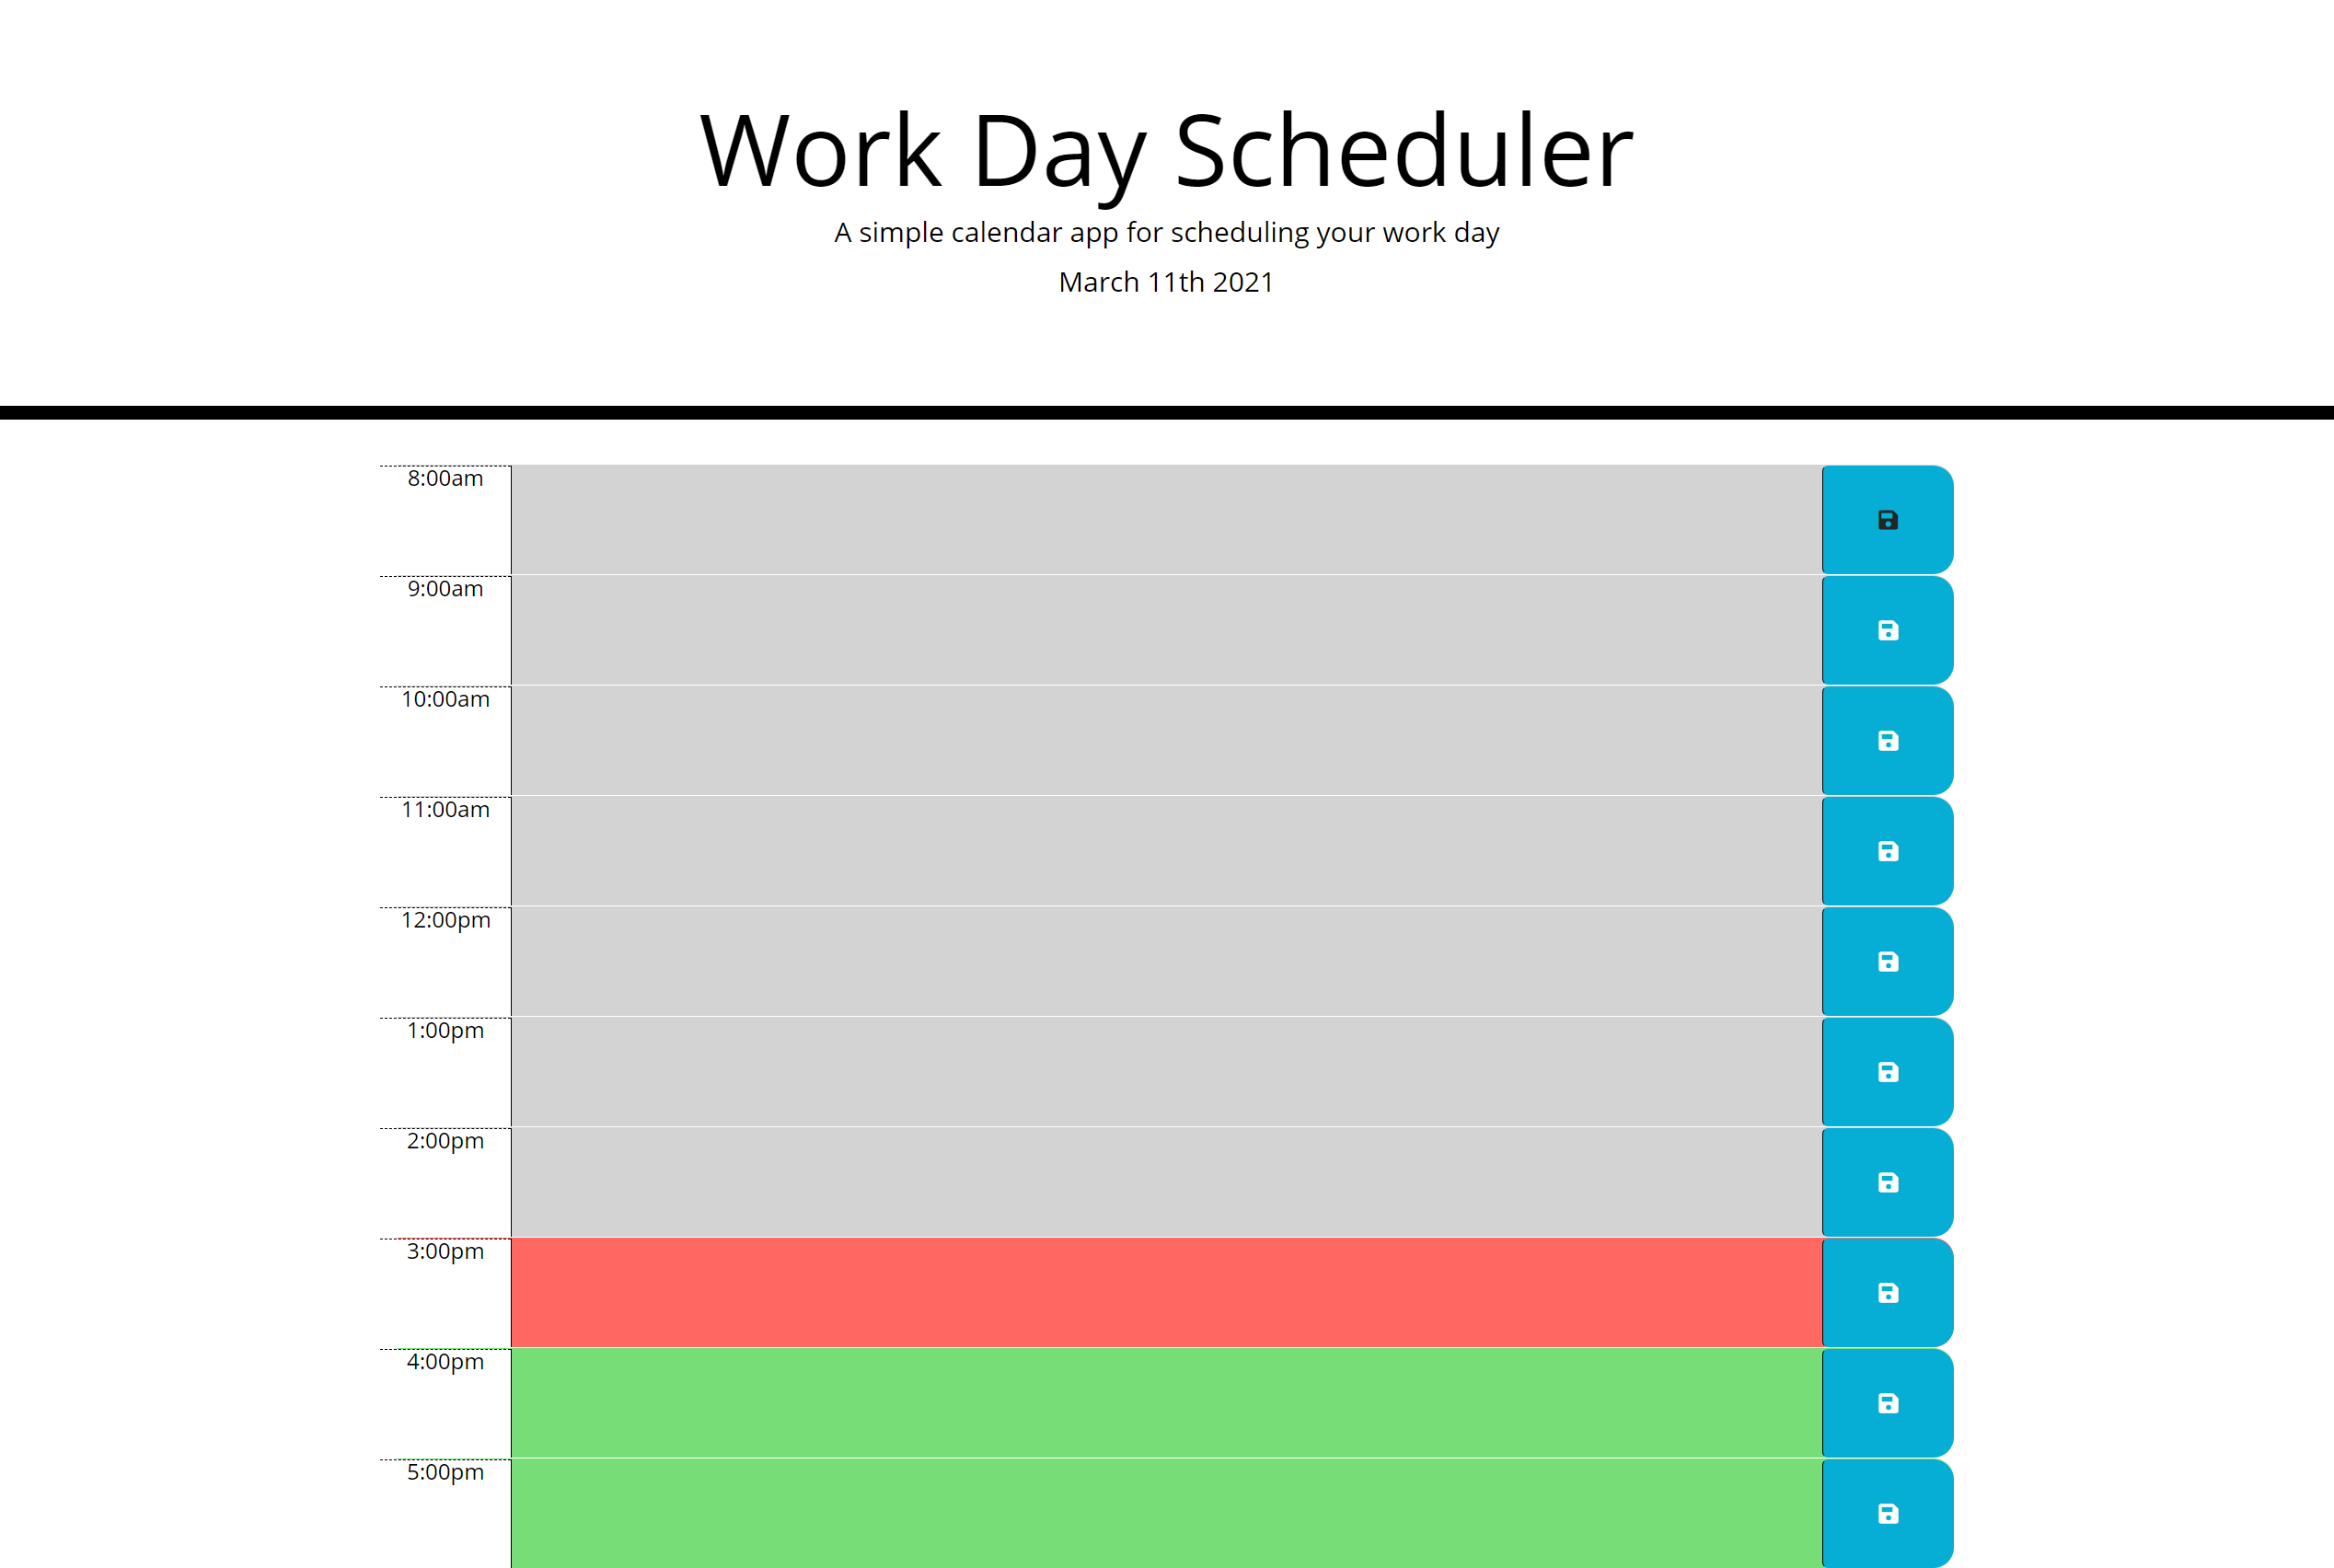 Work Day Scheduler
A simple calendar app for scheduling your work day
March 11th 2021
8:00am
9:00am
10:00am
11:00am
12:00pm
1:00pm
2:00pm
3:00pm
4:00pm
5:00pm